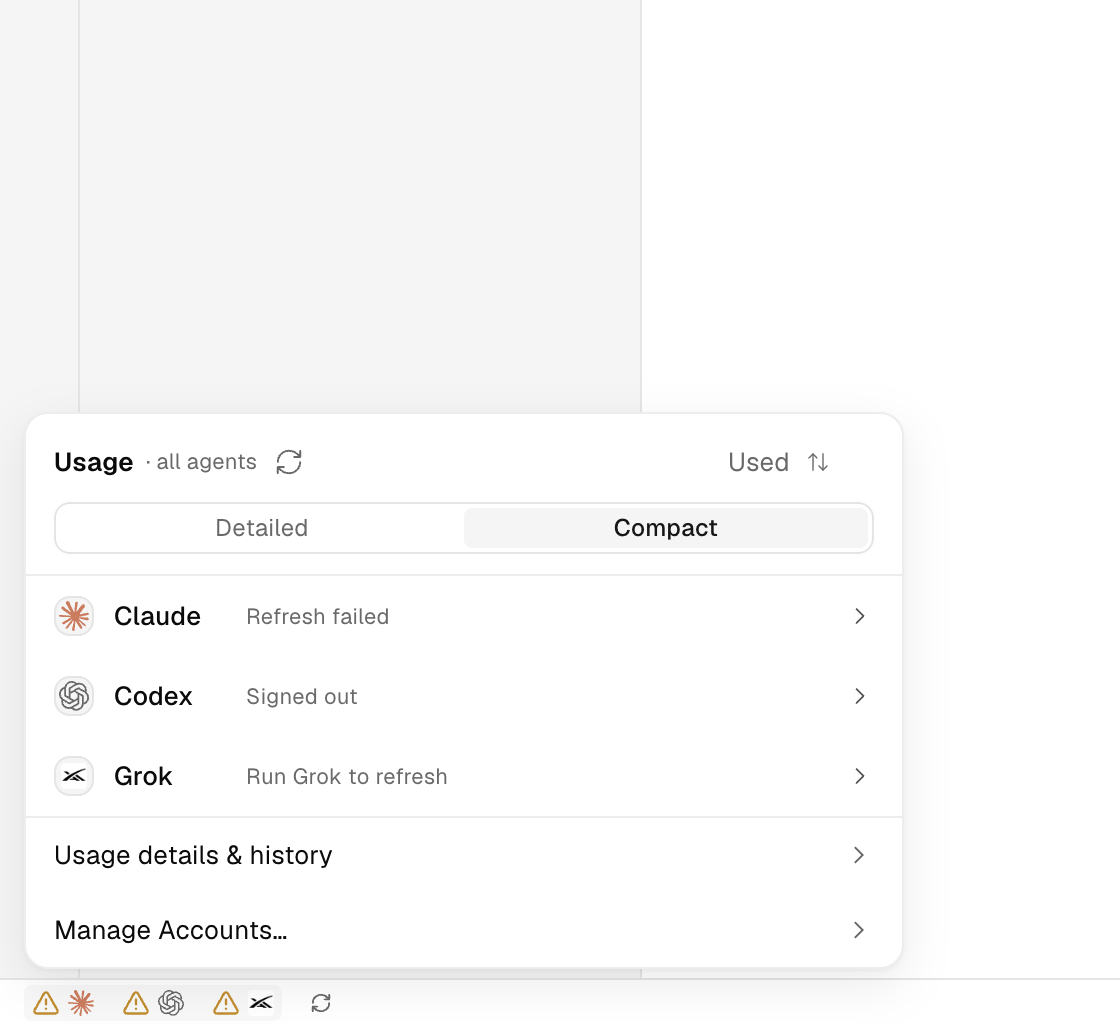 Usage · all agents Used
Detailed Compact
Claude Refresh failed
Codex Signed out
Grok Run Grok to refresh
Usage details & history
Manage Accounts...